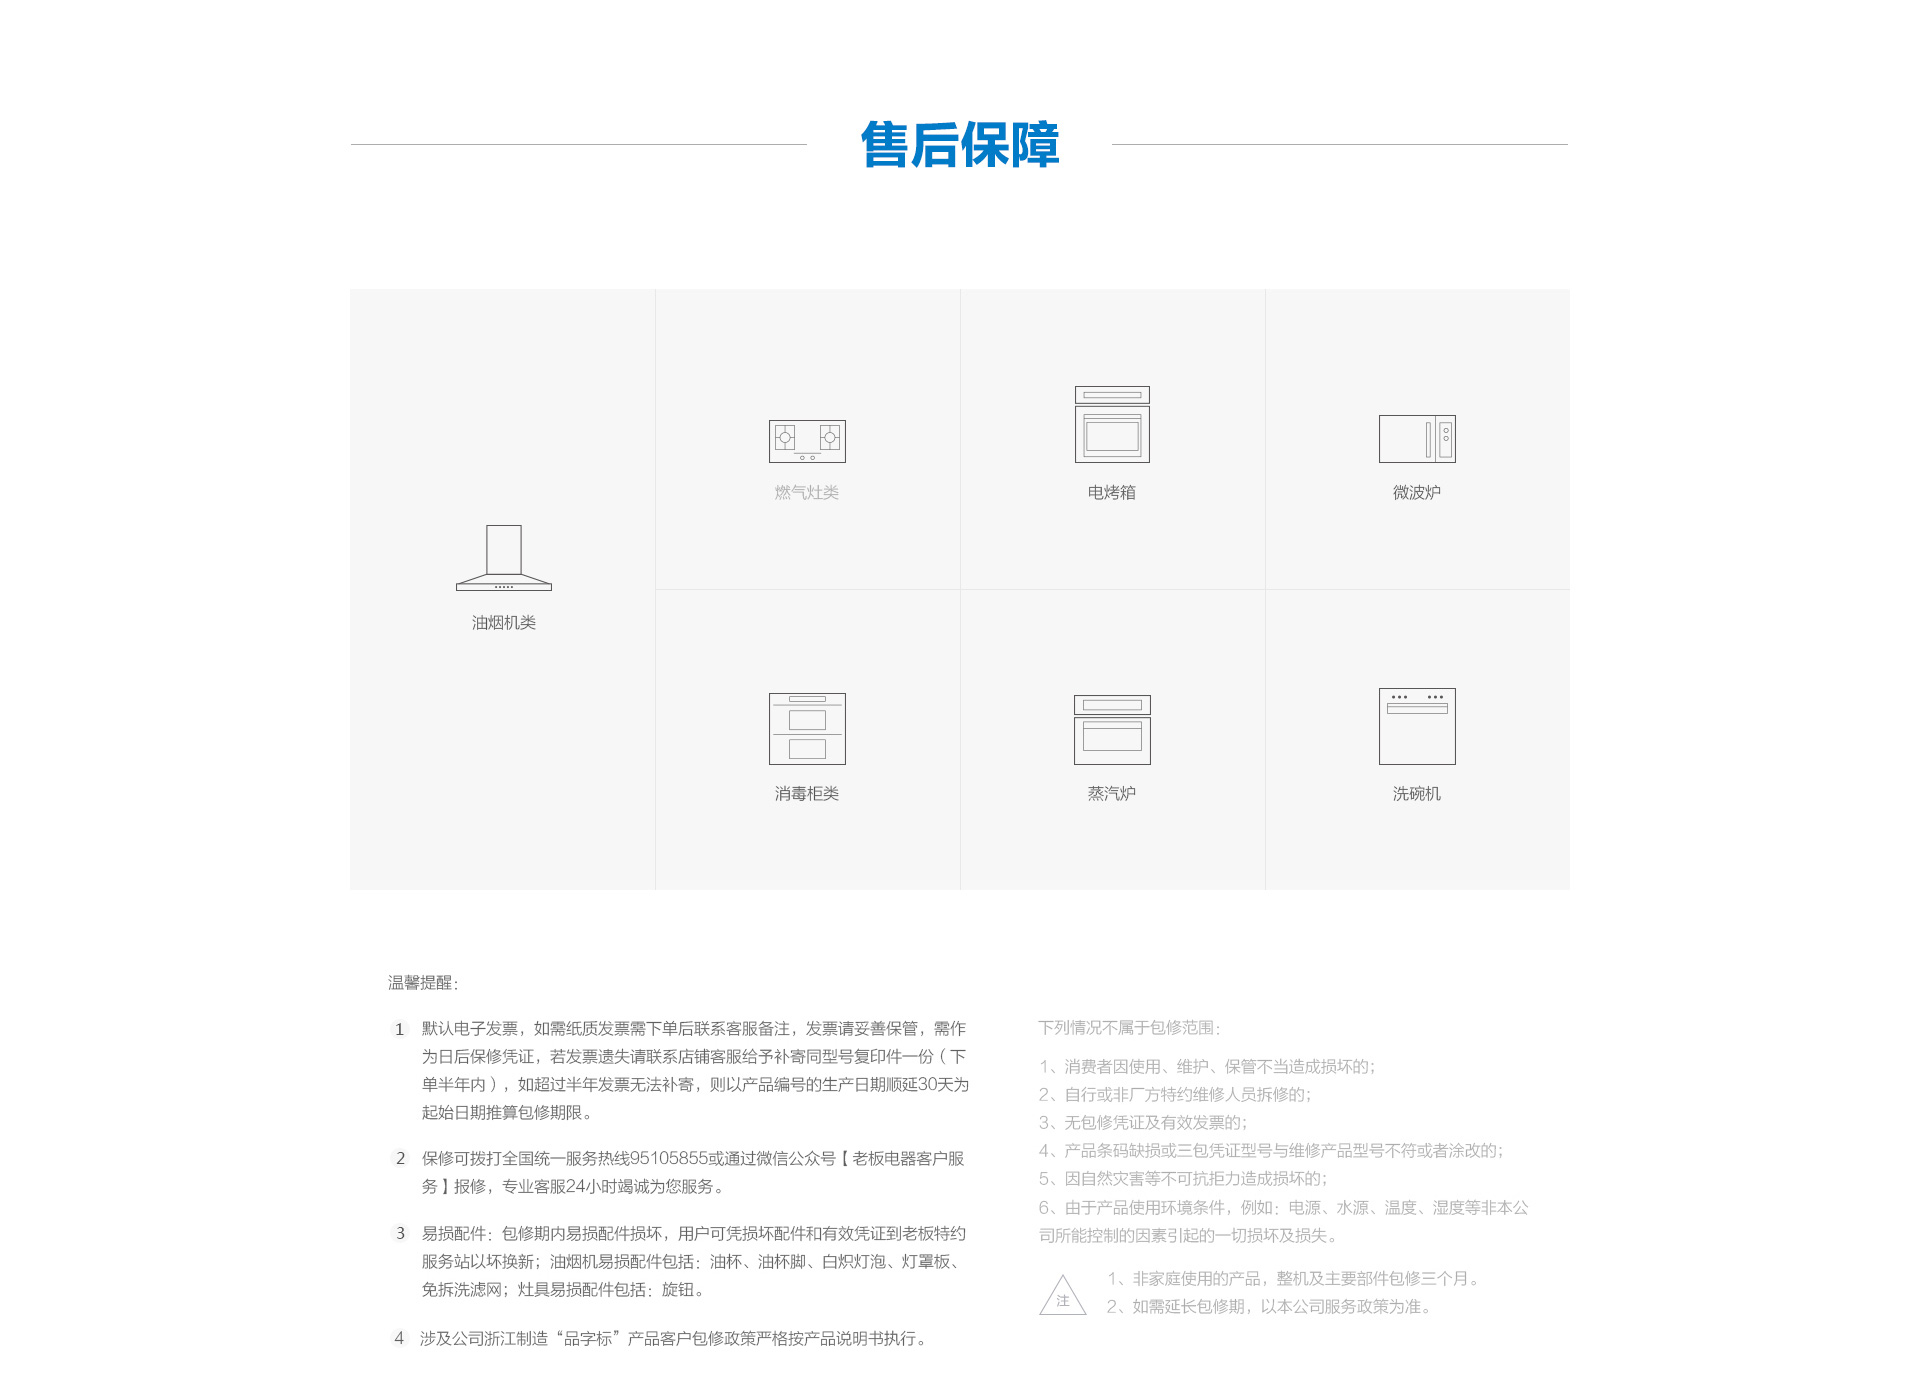 售后保障
燃气灶类
电烤箱
微波炉
油烟机类
消毒柜类
蒸汽炉
洗碗机
温馨提醒：
1 默认电子发票，如需纸质发票需下单后联系客服备注，发票请妥善保管，需作
为日后保修凭证，若发票遗失请联系店铺客服给予补寄同型号复印件一份（下
单半年内），如超过半年发票无法补寄，则以产品编号的生产日期顺延30天为
起始日期推算包修期限。
2 保修可拨打全国统一服务热线95105855或通过微信公众号【老板电器客户服
务】报修，专业客服24小时竭诚为您服务。
3 易损配件：包修期内易损配件损坏，用户可凭损坏配件和有效凭证到老板特约
服务站以坏换新；油烟机易损配件包括：油杯、油杯脚、白炽灯泡、灯罩板、
免拆洗滤网；灶具易损配件包括：旋钮。
4 涉及公司浙江制造“品字标”产品客户包修政策严格按产品说明书执行。
下列情况不属于包修范围：
1、消费者因使用、维护、保管不当造成损坏的；
2、自行或非厂方特约维修人员拆修的；
3、无包修凭证及有效发票的；
4、产品条码缺损或三包凭证型号与维修产品型号不符或者涂改的；
5、因自然灾害等不可抗拒力造成损坏的；
6、由于产品使用环境条件，例如：电源、水源、温度、湿度等非本公
司所能控制的因素引起的一切损坏及损失。
注
1、非家庭使用的产品，整机及主要部件包修三个月。
2、如需延长包修期，以本公司服务政策为准。